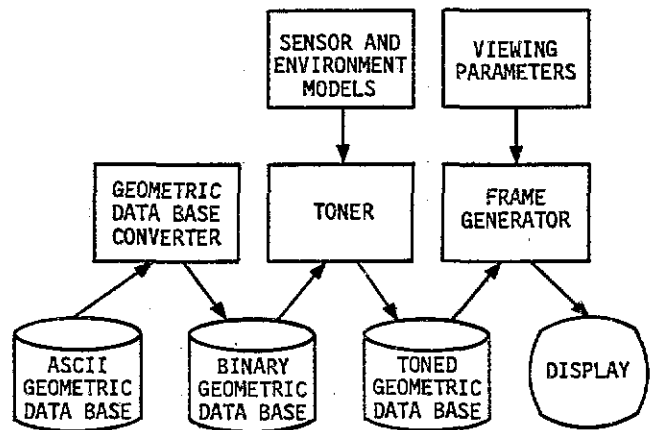 SENSOR AND
ENVIRONMENT
MODELS
VIEWING
PARAMETERS
GEOMETRIC
DATA BASE
CONVERTER
TONER
FRAME
GENERATOR
ASCII
GEOMETRIC
DATA BASE
BINARY
GEOMETRIC
DATA BASE
TONED
GEOMETRIC
DATA BASE
DISPLAY